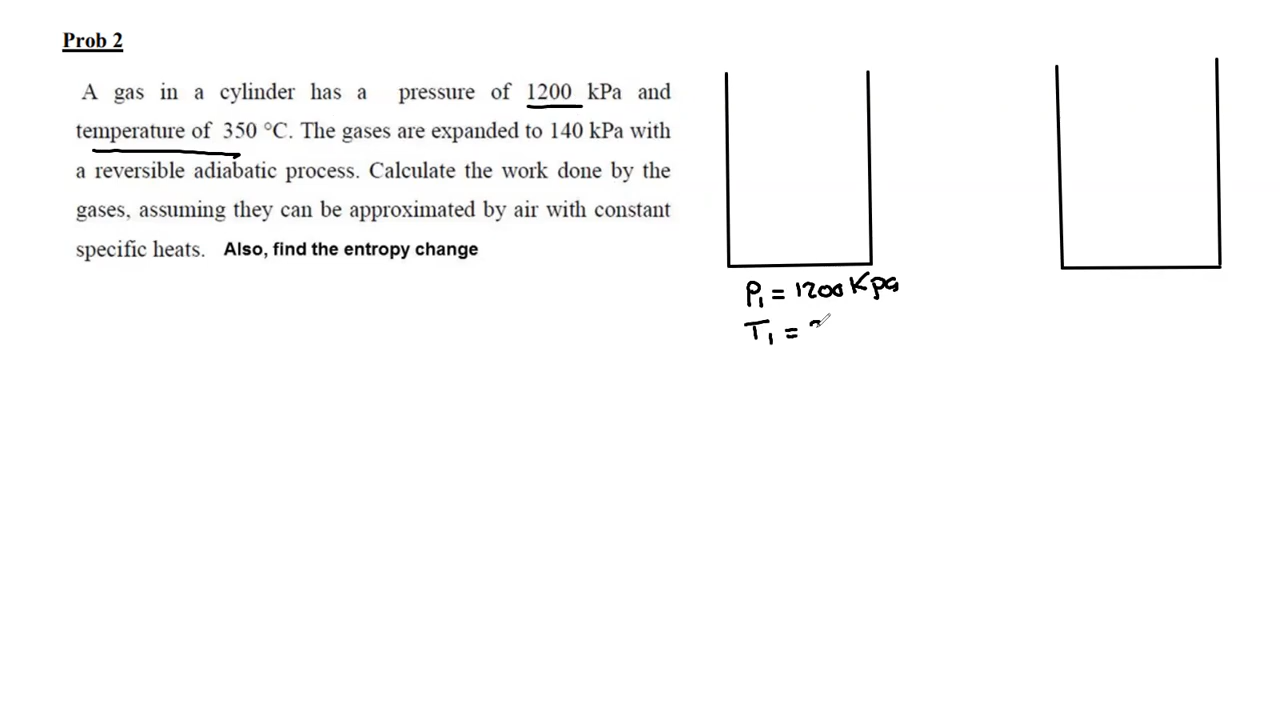 Prob 2
A gas in a cylinder has a pressure of 1200 kPa and
temperature of 350 °C. The gases are expanded to 140 kPa with
a reversible adiabatic process. Calculate the work done by the
gases, assuming they can be approximated by air with constant
specific heats. Also, find the entropy change
P₁ = 1200 Kpa
T₁ =